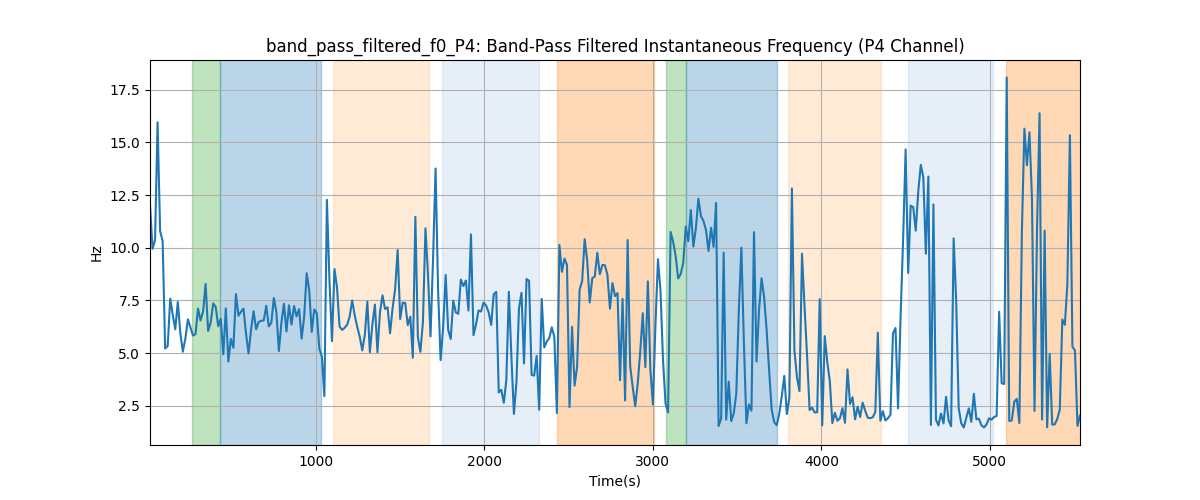 band_pass_filtered_f0_P4: Band-Pass Filtered Instantaneous Frequency (P4 Channel)
17.5
15.0
12.5
10.0
7.5
5.0
2.5
Hz
1000 2000 3000 4000 5000
Time(s)